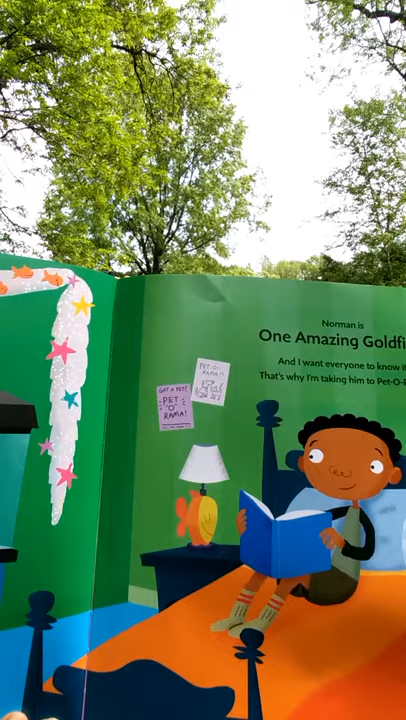 Norman is
One Amazing Goldfi
And I want everyone to know i
That's why I'm taking him to Pet-O-
PET-O-
RAMA!!
GOT A PET?
PET
'O'
RAMA!